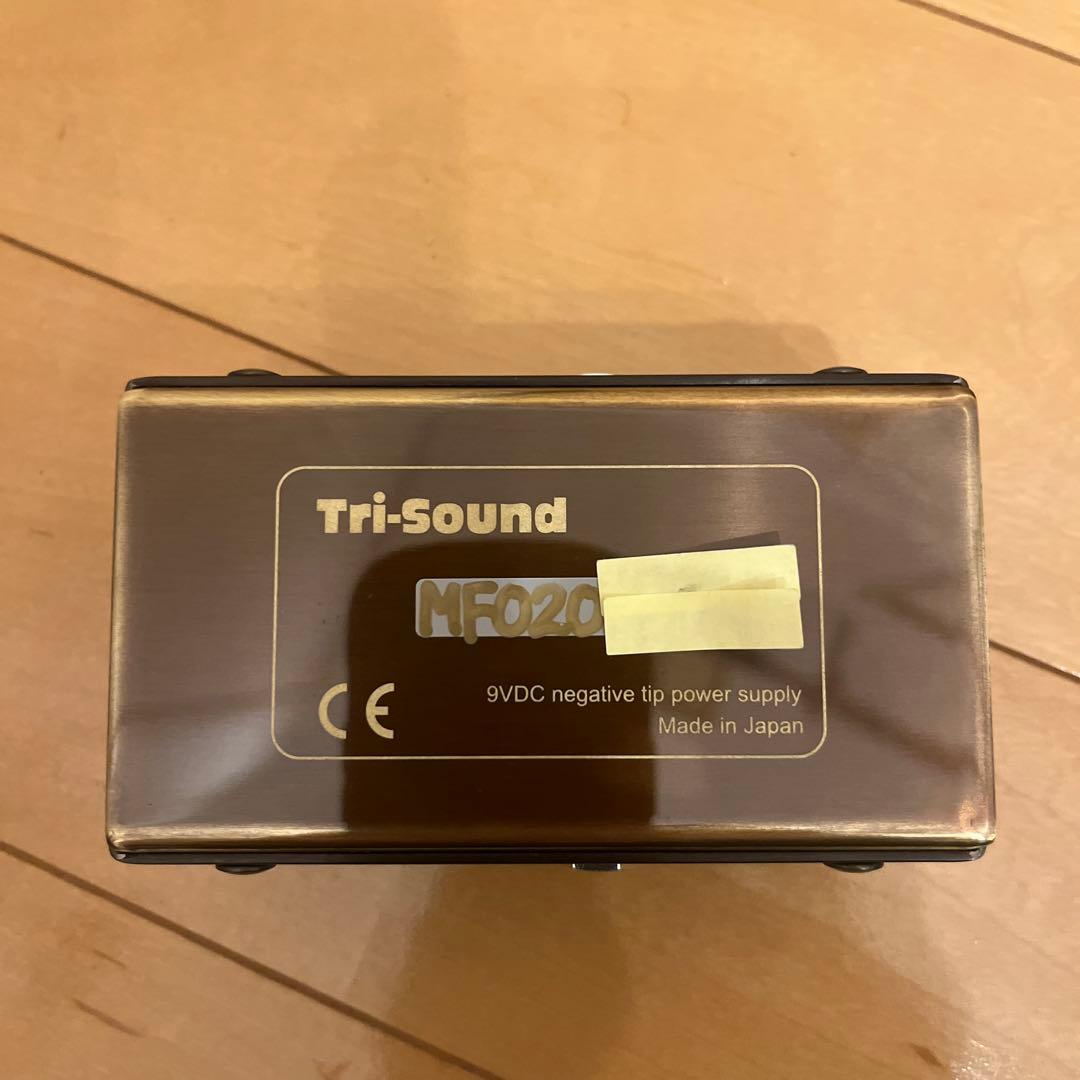 Tri-Sound
MF020
CE
9VDC negative tip power supply
Made in Japan